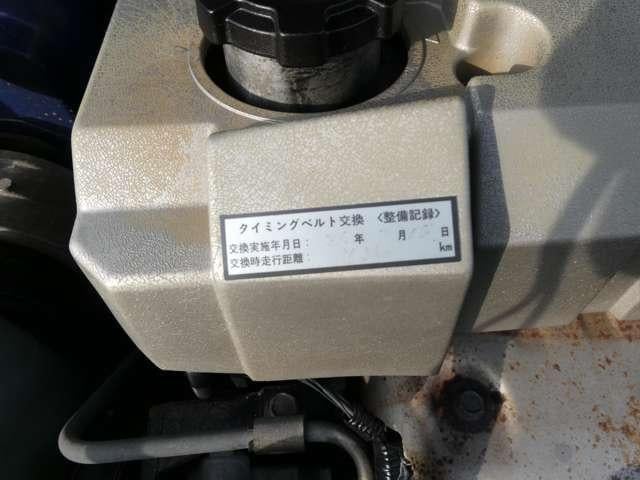 タイミングベルト交換 〈整備記録〉
交換実施年月日： 年 月 日
交換時走行距離： km